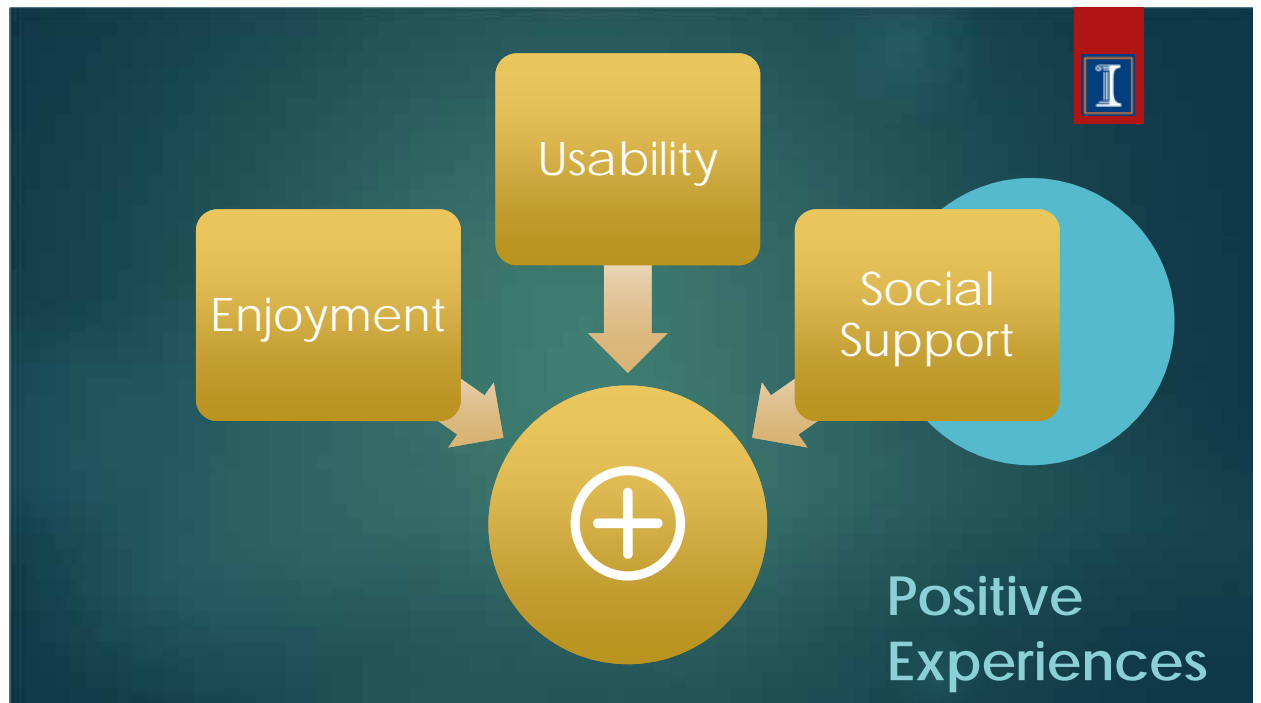 Usability
Enjoyment
Social
Support
Positive
Experiences